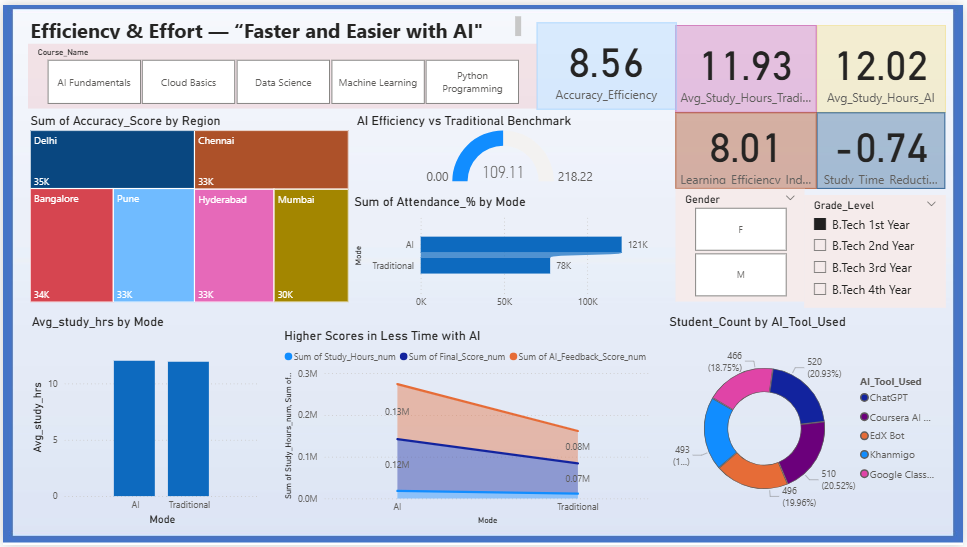 Efficiency & Effort — “Faster and Easier with AI"
Course_Name
AI Fundamentals
Cloud Basics
Data Science
Machine Learning
Python
Programming
8.56
Accuracy_Efficiency
11.93
Avg_Study_Hours_Tradi...
12.02
Avg_Study_Hours_AI
8.01
Learning_Efficiency_Ind...
-0.74
Study_Time_Reducti...
Sum of Accuracy_Score by Region
Delhi
35K
Chennai
33K
Bangalore
34K
Pune
33K
Hyderabad
33K
Mumbai
30K
AI Efficiency vs Traditional Benchmark
0.00
109.11
218.22
Sum of Attendance_% by Mode
Mode
AI
121K
Traditional
78K
0K
50K
100K
Gender
F
M
Grade_Level
B.Tech 1st Year
B.Tech 2nd Year
B.Tech 3rd Year
B.Tech 4th Year
Avg_study_hrs by Mode
Avg_study_hrs
10
5
0
AI
Traditional
Mode
Higher Scores in Less Time with AI
Sum of Study_Hours_num
Sum of Final_Score_num
Sum of AI_Feedback_Score_num
Sum of Study_Hours_num, Sum of...
0.3M
0.2M
0.1M
0.0M
0.13M
0.12M
0.08M
0.07M
AI
Traditional
Mode
Student_Count by AI_Tool_Used
466
(18.75%)
520
(20.93%)
493
(1...)
510
(20.52%)
496
(19.96%)
AI_Tool_Used
ChatGPT
Coursera AI ...
EdX Bot
Khanmigo
Google Class...